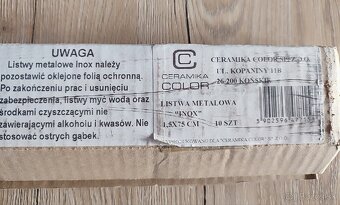 UWAGA
Listwy metalowe Inox należy
pozostawić oklejone folią ochronną.
Po zakończeniu prac i usunięciu
zabezpieczenia, listwy myć wodą oraz
środkami czyszczącymi nie
zawierającymi alkoholu i kwasów. Nie
stosować ostrych gąbek.
CERAMIKA
COLOR
CERAMIKA COLOR SP. Z O.O.
UL. KOPANINY 11B
26-200 KOŃSKIE
LISTWA METALOWA
"INOX"
1,5X75 CM 10 SZT